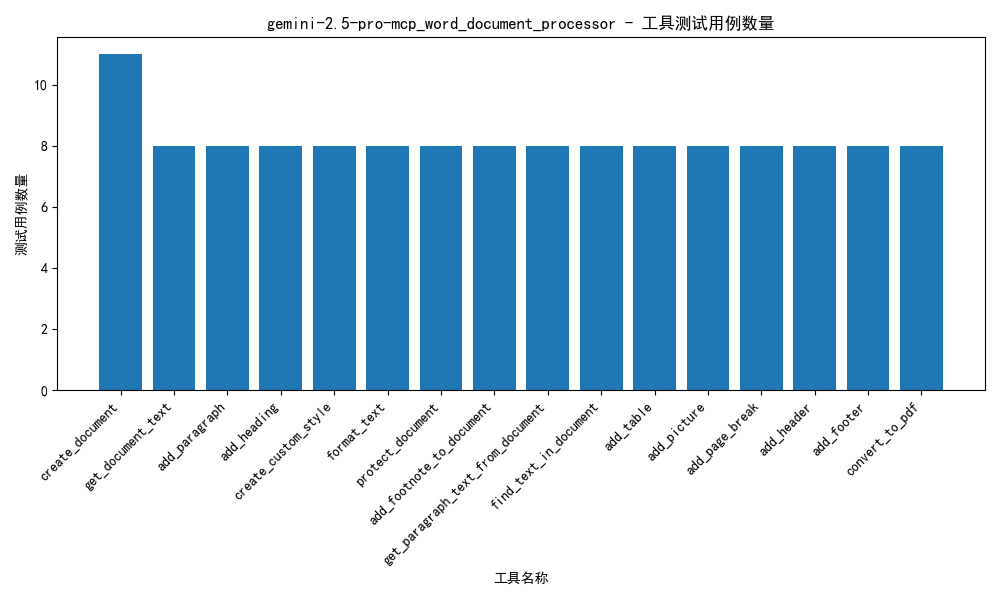 gemini-2.5-pro-mcp_word_document_processor - 工具测试用例数量
测试用例数量
10
8
6
4
2
0
create_document
get_document_text
add_paragraph
add_heading
create_custom_style
format_text
protect_document
add_footnote_to_document
get_paragraph_text_from_document
find_text_in_document
add_table
add_picture
add_page_break
add_header
add_footer
convert_to_pdf
工具名称